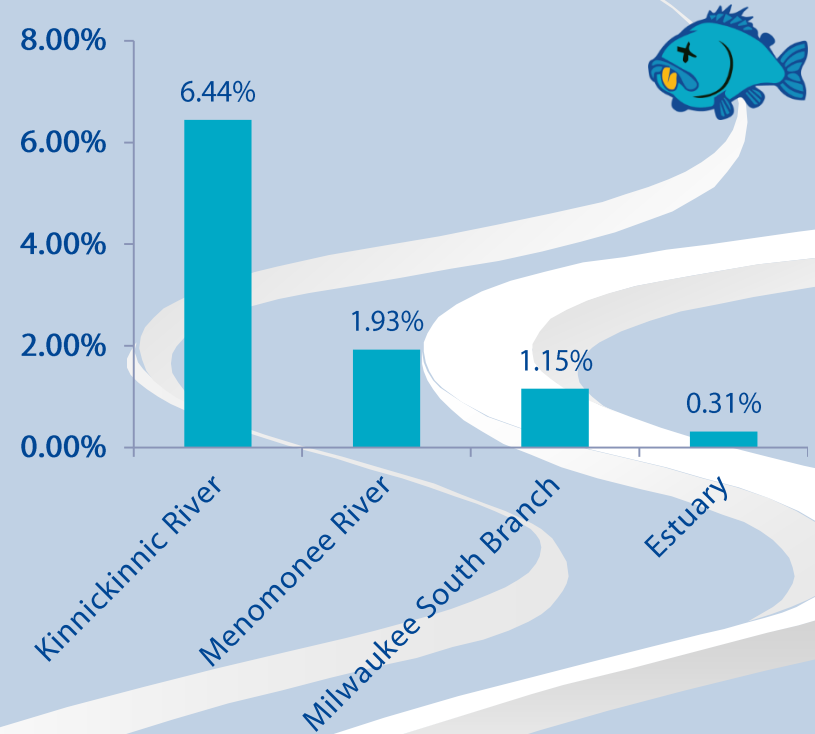 8.00%
6.00%
4.00%
2.00%
0.00%
6.44%
1.93%
1.15%
0.31%
Kinnickinnic River
Menomonee River
Milwaukee South Branch
Estuary